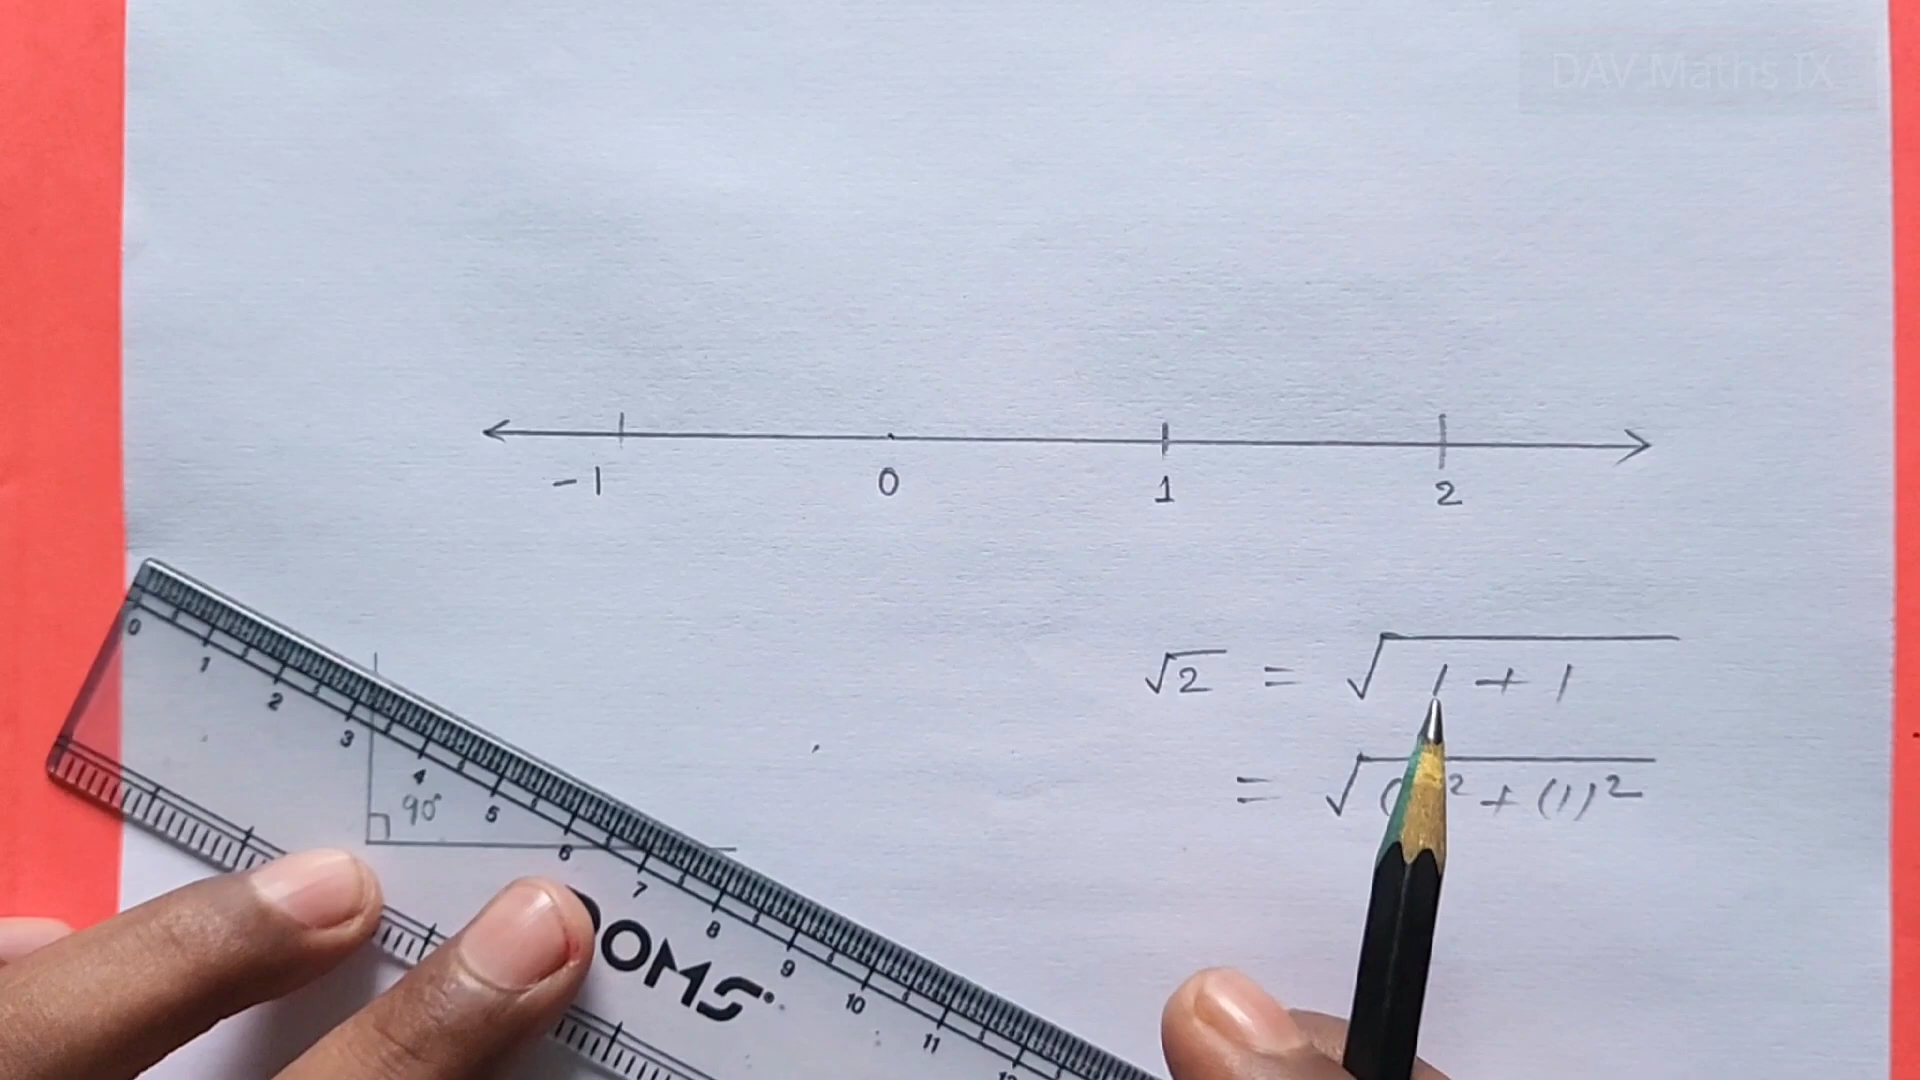 DAV Maths IX
-1 0 1 2
√2 = √1 + 1
= √( ² + (1)²
90°
0 1 2 3 4 5 6 7 8 9 10 11
DOMS